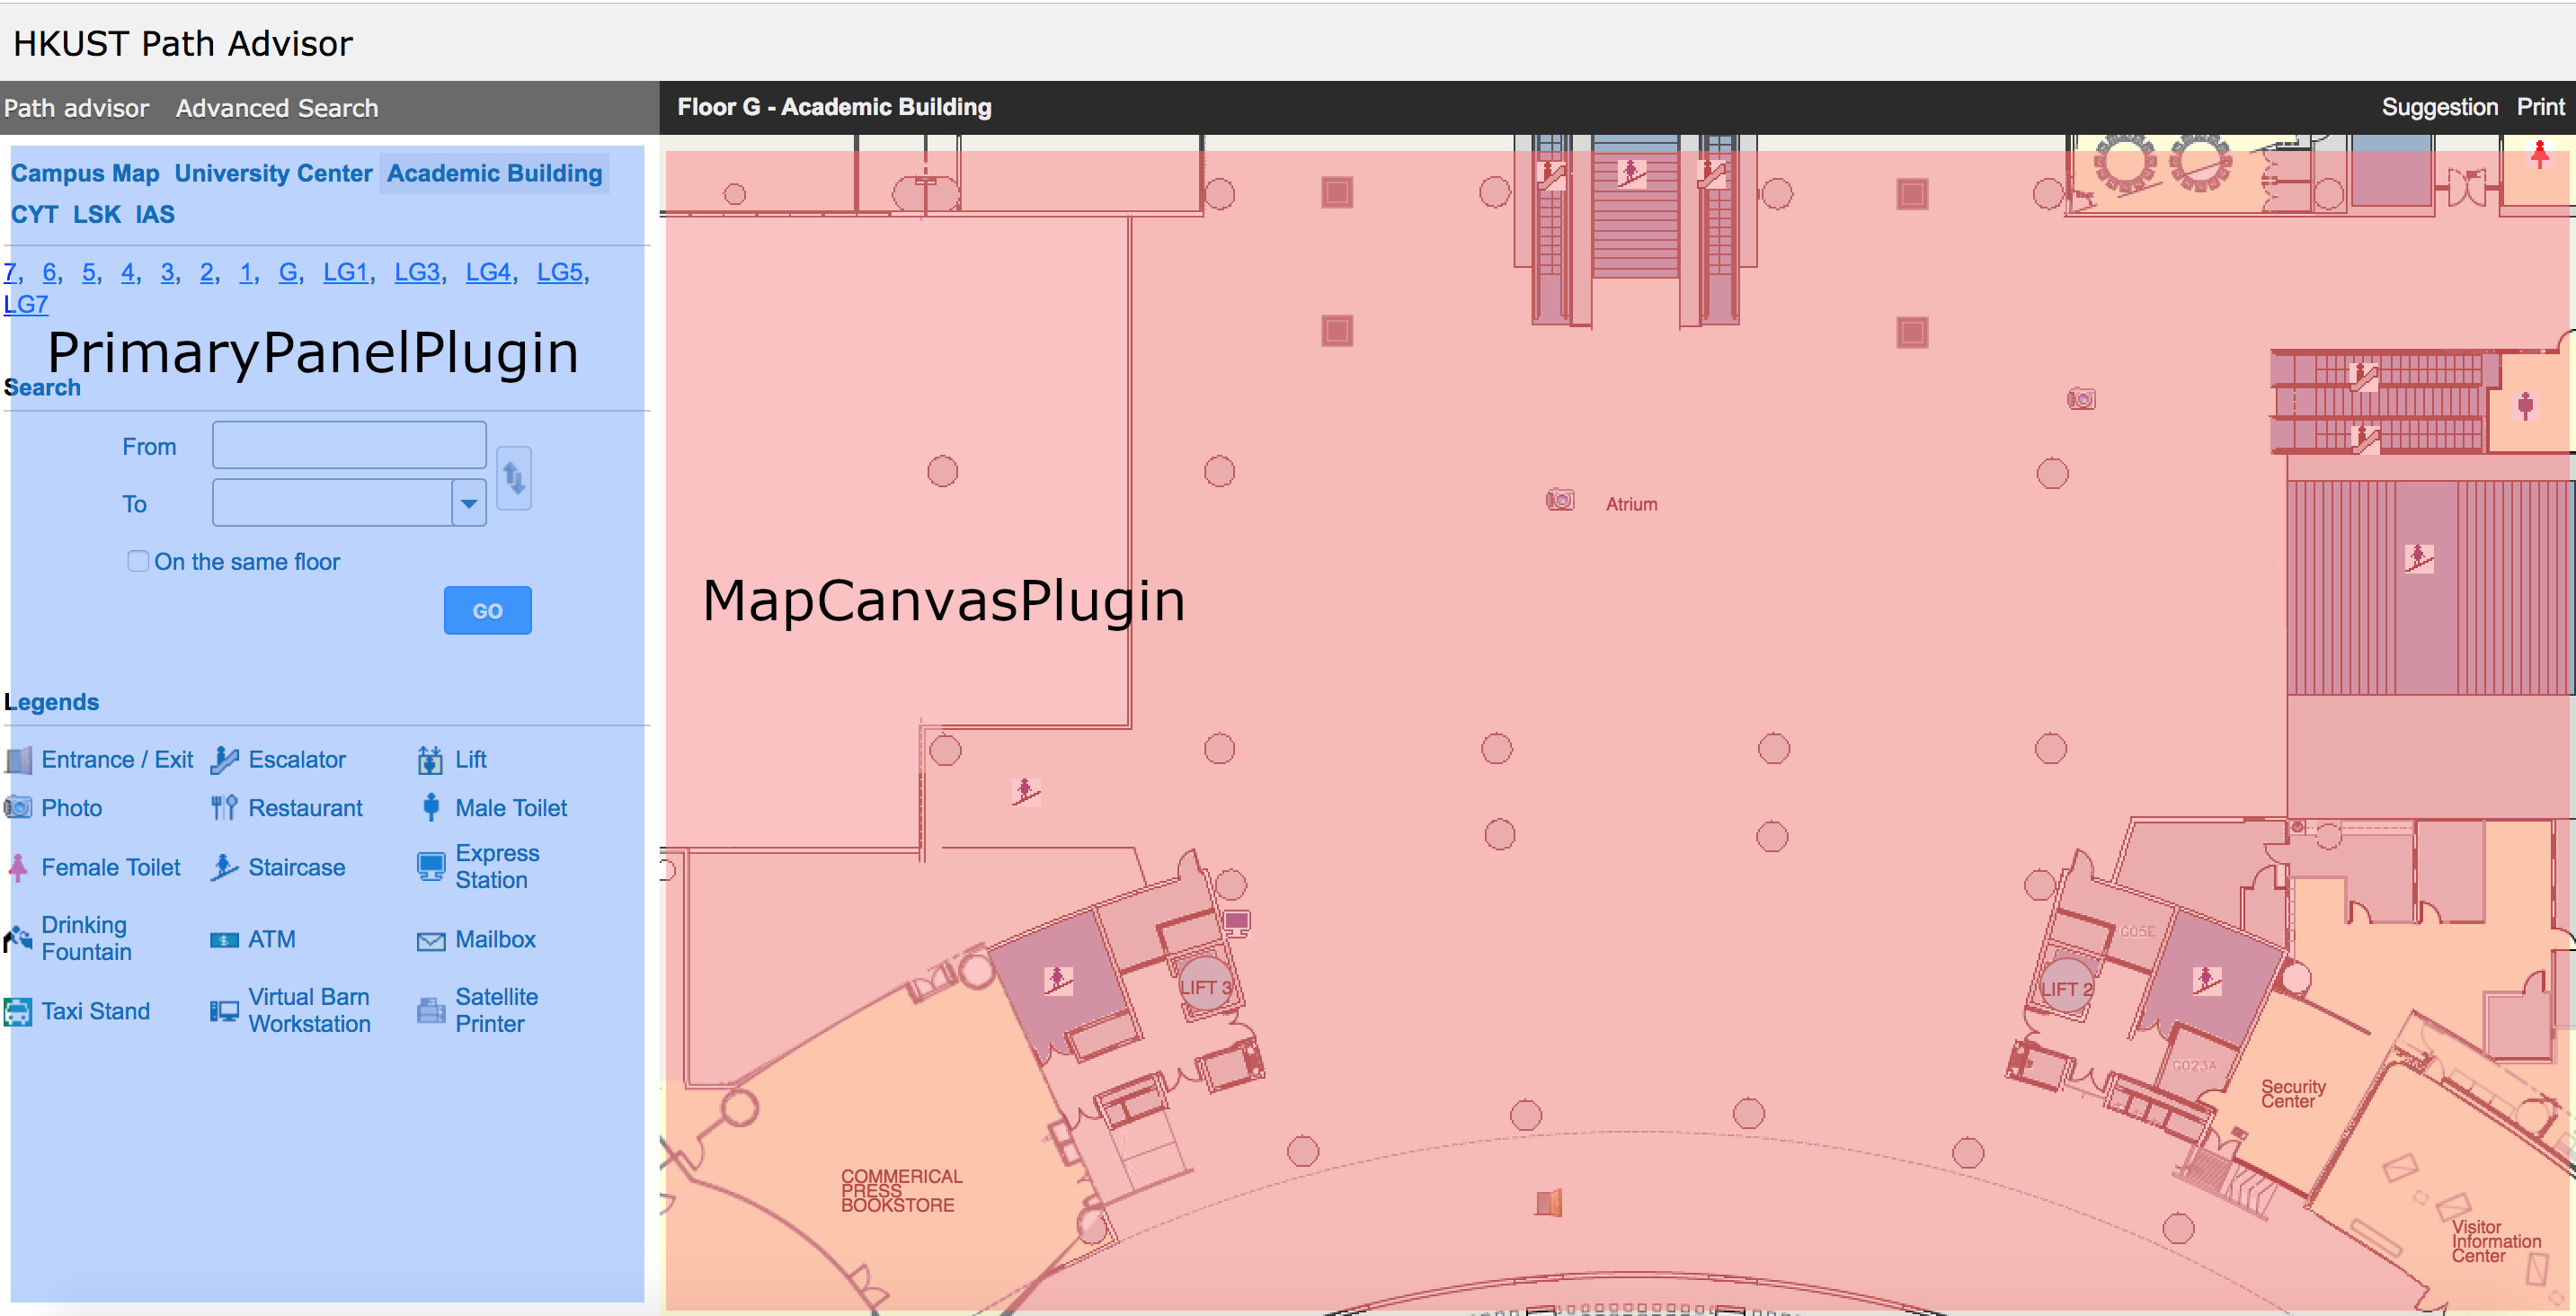 HKUST Path Advisor
Path advisor Advanced Search
Floor G - Academic Building
Suggestion Print
Campus Map University Center Academic Building
CYT LSK IAS
7, 6, 5, 4, 3, 2, 1, G, LG1, LG3, LG4, LG5,
LG7
PrimaryPanelPlugin
Search
From
To
On the same floor
GO
Legends
Entrance / Exit Escalator Lift
Photo Restaurant Male Toilet
Female Toilet Staircase Express
Station
Drinking
Fountain ATM Mailbox
Taxi Stand Virtual Barn
Workstation Satellite
Printer
Atrium
MapCanvasPlugin
G05E
LIFT 3
LIFT 2
G023A
Security
Center
COMMERICAL
PRESS
BOOKSTORE
Visitor
Information
Center